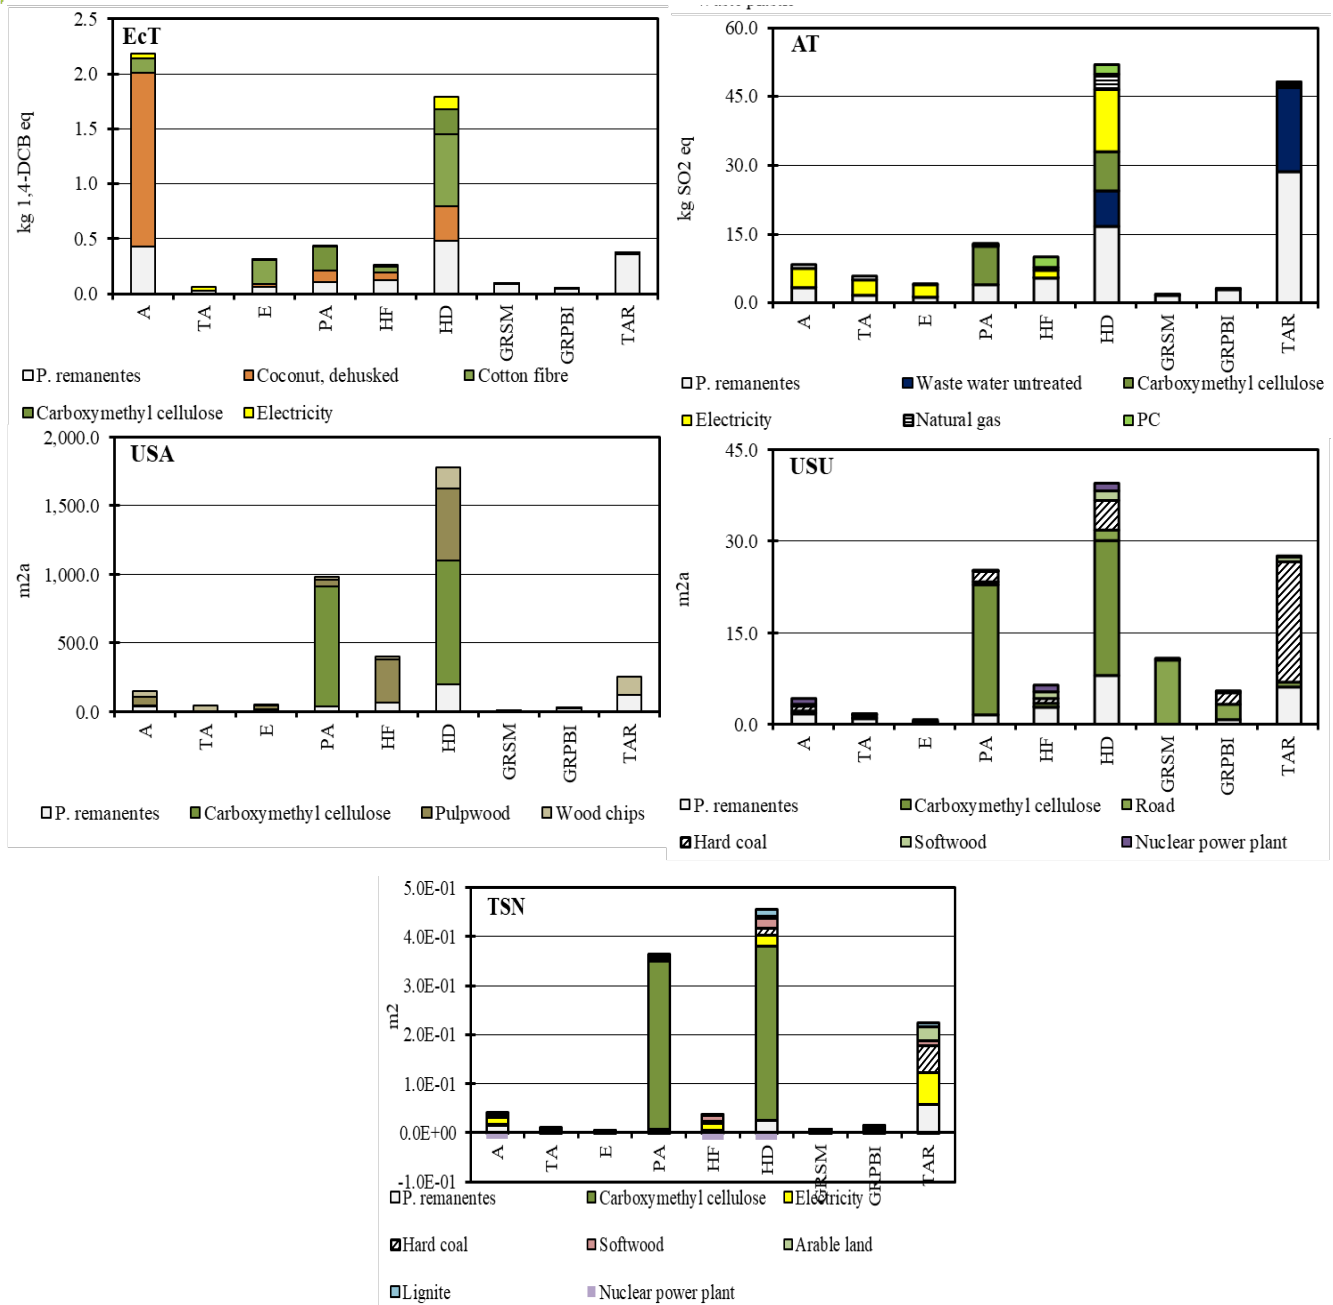 EcT
kg 1,4-DCB eq
2.5
2.0
1.5
1.0
0.5
0.0
A TA E PA HF HD GRSM GRPBI TAR
P. remanentes Coconut, dehusked Cotton fibre
Carboxymethyl cellulose Electricity
AT
kg SO2 eq
60.0
45.0
30.0
15.0
0.0
A TA E PA HF HD GRSM GRPBI TAR
P. remanentes Waste water untreated Carboxymethyl cellulose
Electricity Natural gas PC
USA
m2a
2,000.0
1,500.0
1,000.0
500.0
0.0
A TA E PA HF HD GRSM GRPBI TAR
P. remanentes Carboxymethyl cellulose Pulpwood Wood chips
USU
m2a
45.0
30.0
15.0
0.0
A TA E PA HF HD GRSM GRPBI TAR
P. remanentes Carboxymethyl cellulose Road
Hard coal Softwood Nuclear power plant
TSN
m2
5.0E-01
4.0E-01
3.0E-01
2.0E-01
1.0E-01
0.0E+00
-1.0E-01
A TA E PA HF HD GRSM GRPBI TAR
P. remanentes Carboxymethyl cellulose Electricity
Hard coal Softwood Arable land
Lignite Nuclear power plant